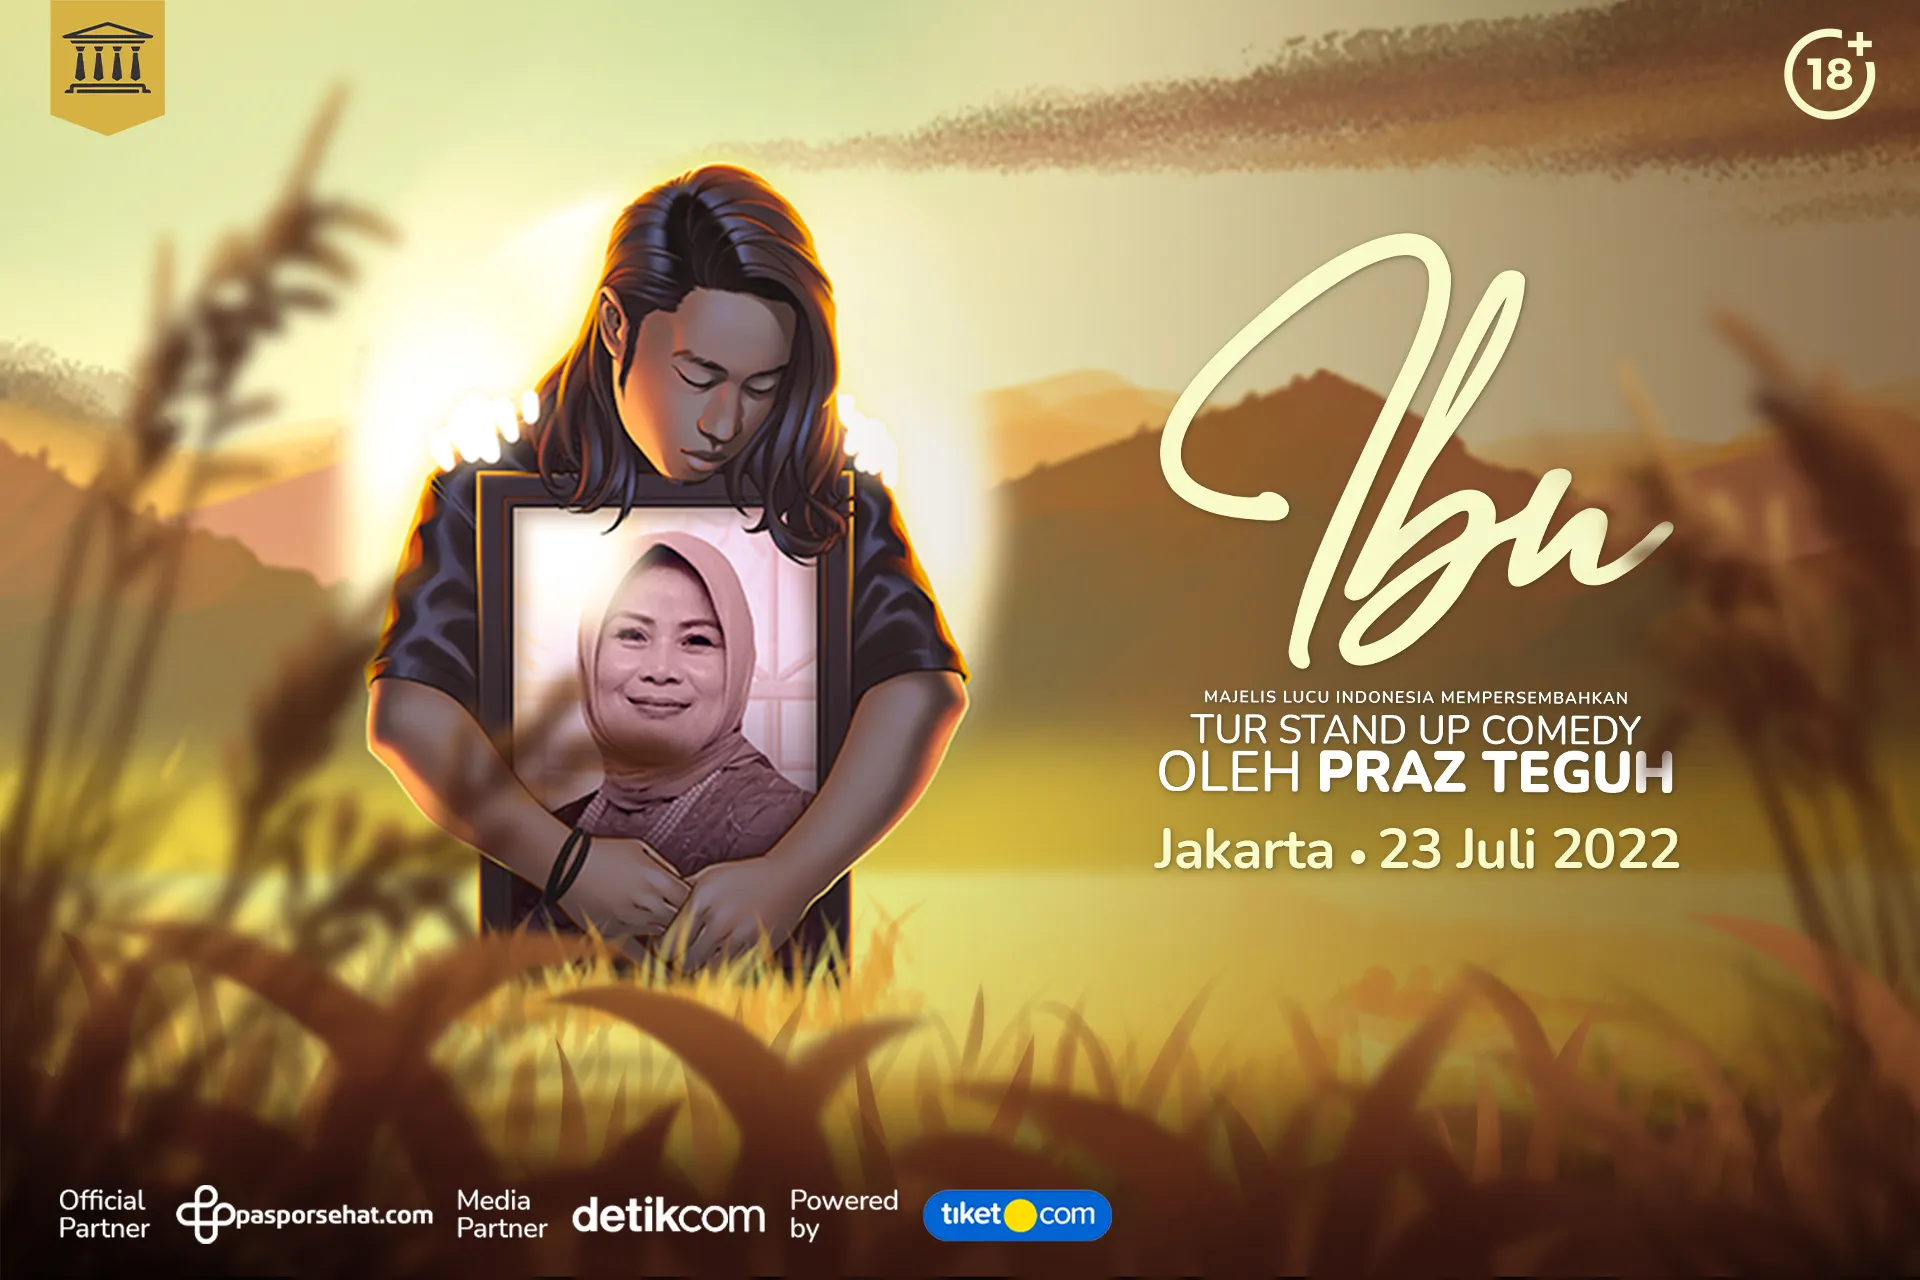 18+
Ibu
MAJELIS LUCU INDONESIA MEMPERSEMBAHKAN
TUR STAND UP COMEDY
OLEH PRAZ TEGUH
Jakarta • 23 Juli 2022
Official
Partner
pasporsehat.com
Media
Partner
detikcom
Powered
by
tiket.com